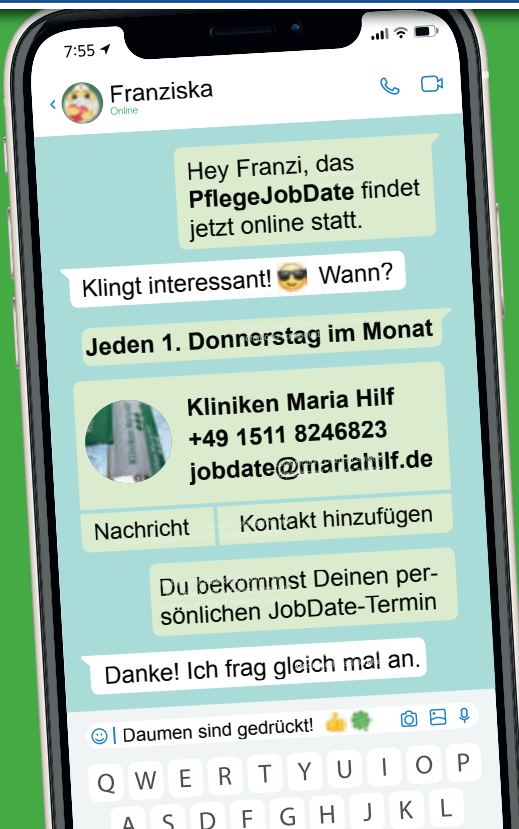 7:55
Franziska
Online
Hey Franzi, das
PflegeJobDate findet
jetzt online statt.
Klingt interessant! 😎 Wann?
Jeden 1. Donnerstag im Monat
Kliniken Maria Hilf
+49 1511 8246823
jobdate@mariahilf.de
Nachricht
Kontakt hinzufügen
Du bekommst Deinen per-
sönlichen JobDate-Termin
Danke! Ich frag gleich mal an.
Daumen sind gedrückt! 👍🍀
Q W E R T Y U I O P
A S D F G H J K L